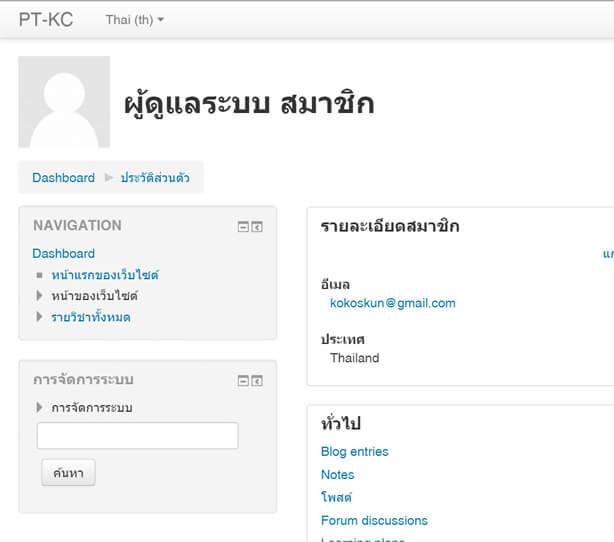 PT-KC
Thai (th)
ผู้ดูแลระบบ สมาชิก
Dashboard
ประวัติส่วนตัว
NAVIGATION
Dashboard
หน้าแรกของเว็บไซต์
หน้าของเว็บไซต์
รายวิชาทั้งหมด
การจัดการระบบ
การจัดการระบบ
ค้นหา
รายละเอียดสมาชิก
อีเมล
kokoskun@gmail.com
ประเทศ
Thailand
ทั่วไป
Blog entries
Notes
โพสต์
Forum discussions
Learning plans